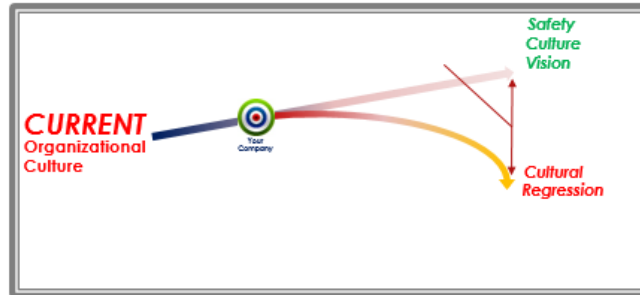 CURRENT
Organizational
Culture
Your
Company
Safety
Culture
Vision
Cultural
Regression